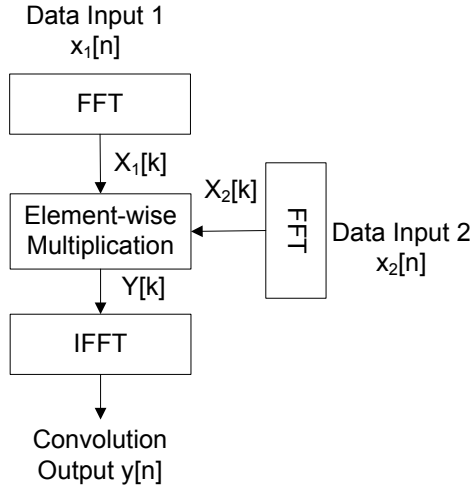 Data Input 1
x₁[n]
FFT
X₁[k]
X₂[k]
Element-wise
Multiplication
FFT
Data Input 2
x₂[n]
Y[k]
IFFT
Convolution
Output y[n]